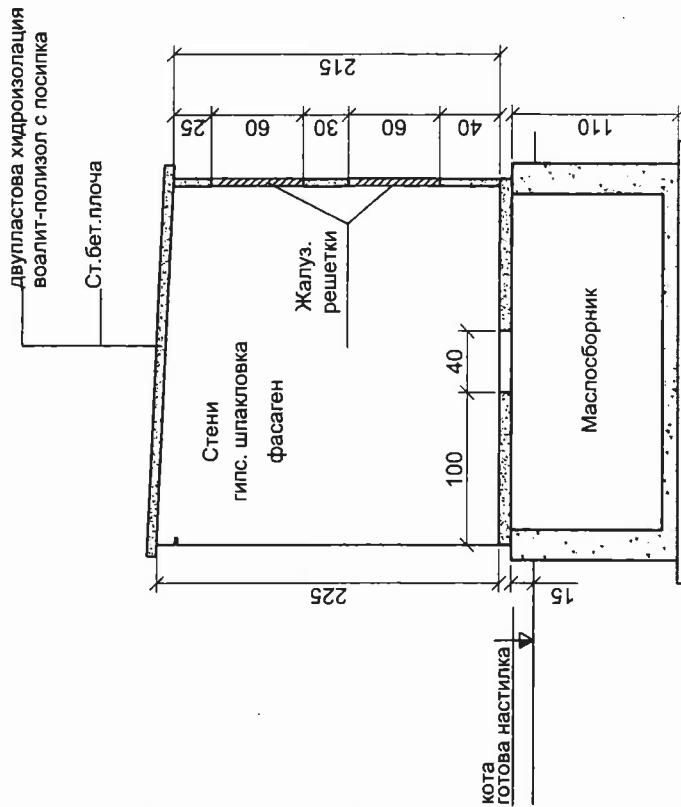 двупластова хидроизолация
воалит-полизол с посипка
Ст.бет.плоча
215
25
60
30
60
40
110
Жалуз.
решетки
Стени
гипс. шпакловка
фасаген
40
100
Маслосборник
225
15
кота
готова настилка